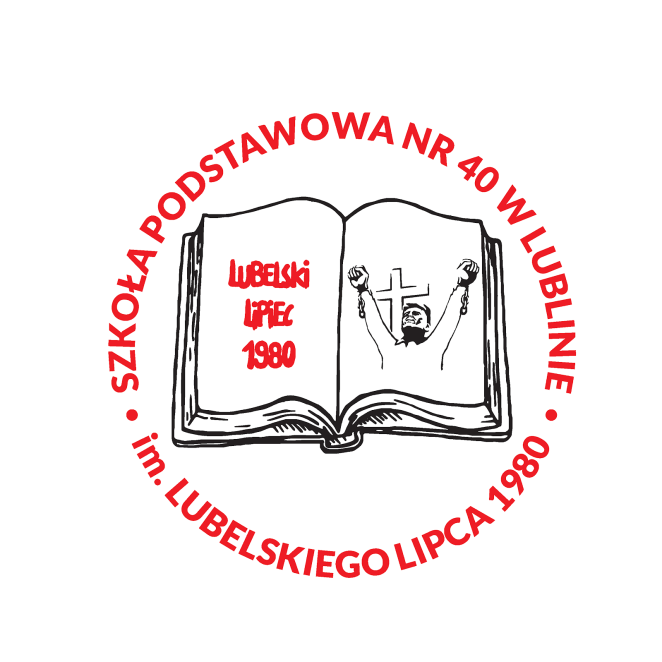 SZKOŁA PODSTAWOWA NR 40 W LUBLINIE
LUBELSKI
LIPIEC
1980
• im. LUBELSKIEGO LIPCA 1980 •